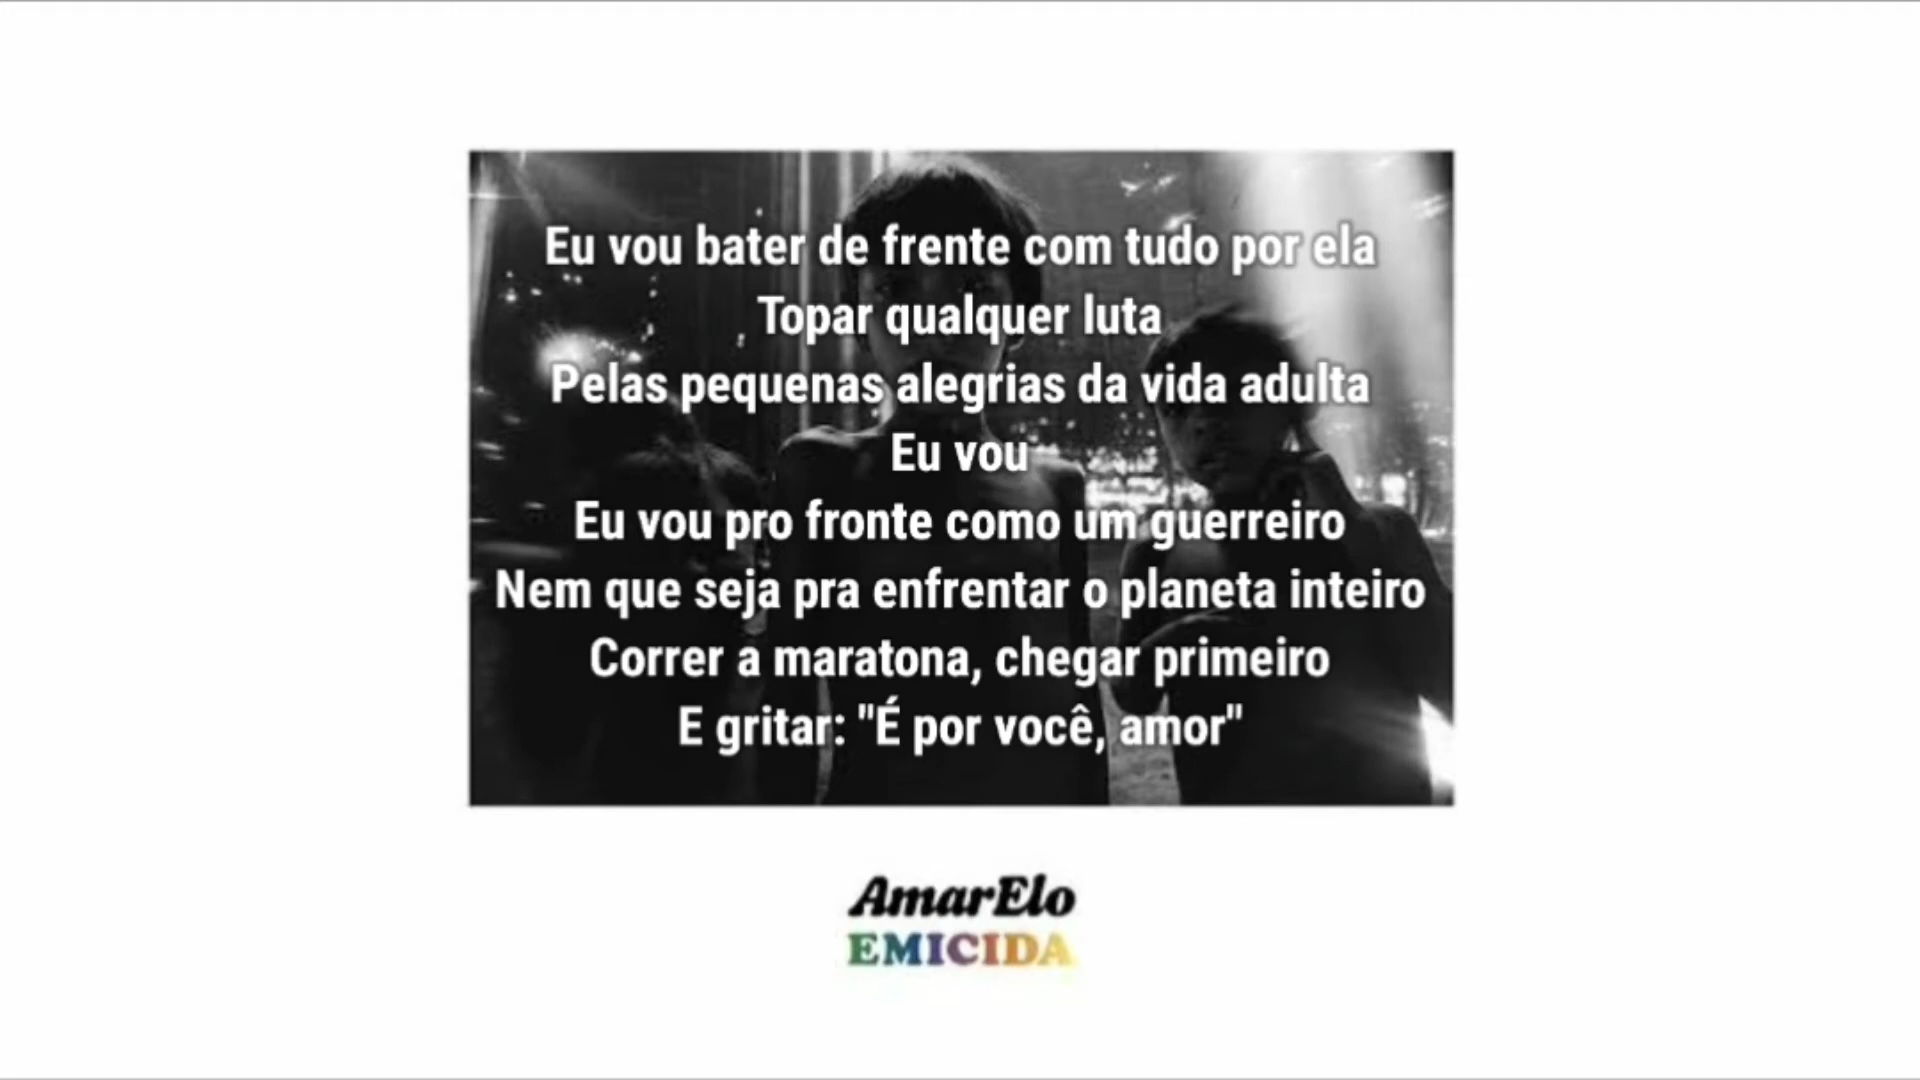 Eu vou bater de frente com tudo por ela
Topar qualquer luta
Pelas pequenas alegrias da vida adulta
Eu vou
Eu vou pro fronte como um guerreiro
Nem que seja pra enfrentar o planeta inteiro
Correr a maratona, chegar primeiro
E gritar: "É por você, amor"
AmarElo
EMICIDA